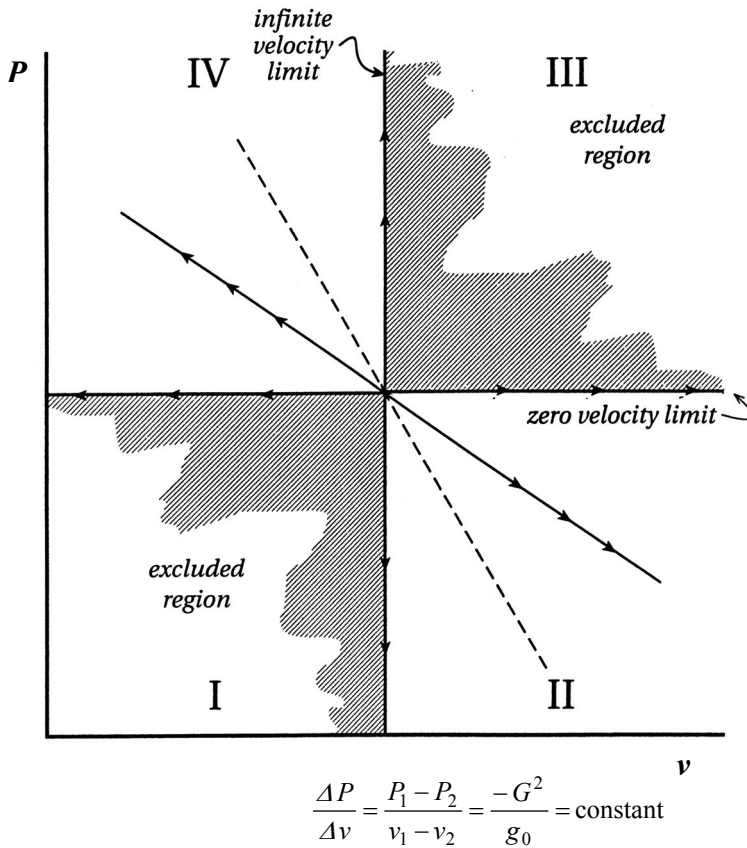 infinite
velocity
limit
P
IV
III
excluded
region
zero velocity limit
excluded
region
I
II
v
ΔP/Δv = (P₁ − P₂)/(v₁ − v₂) = −G²/g₀ = constant